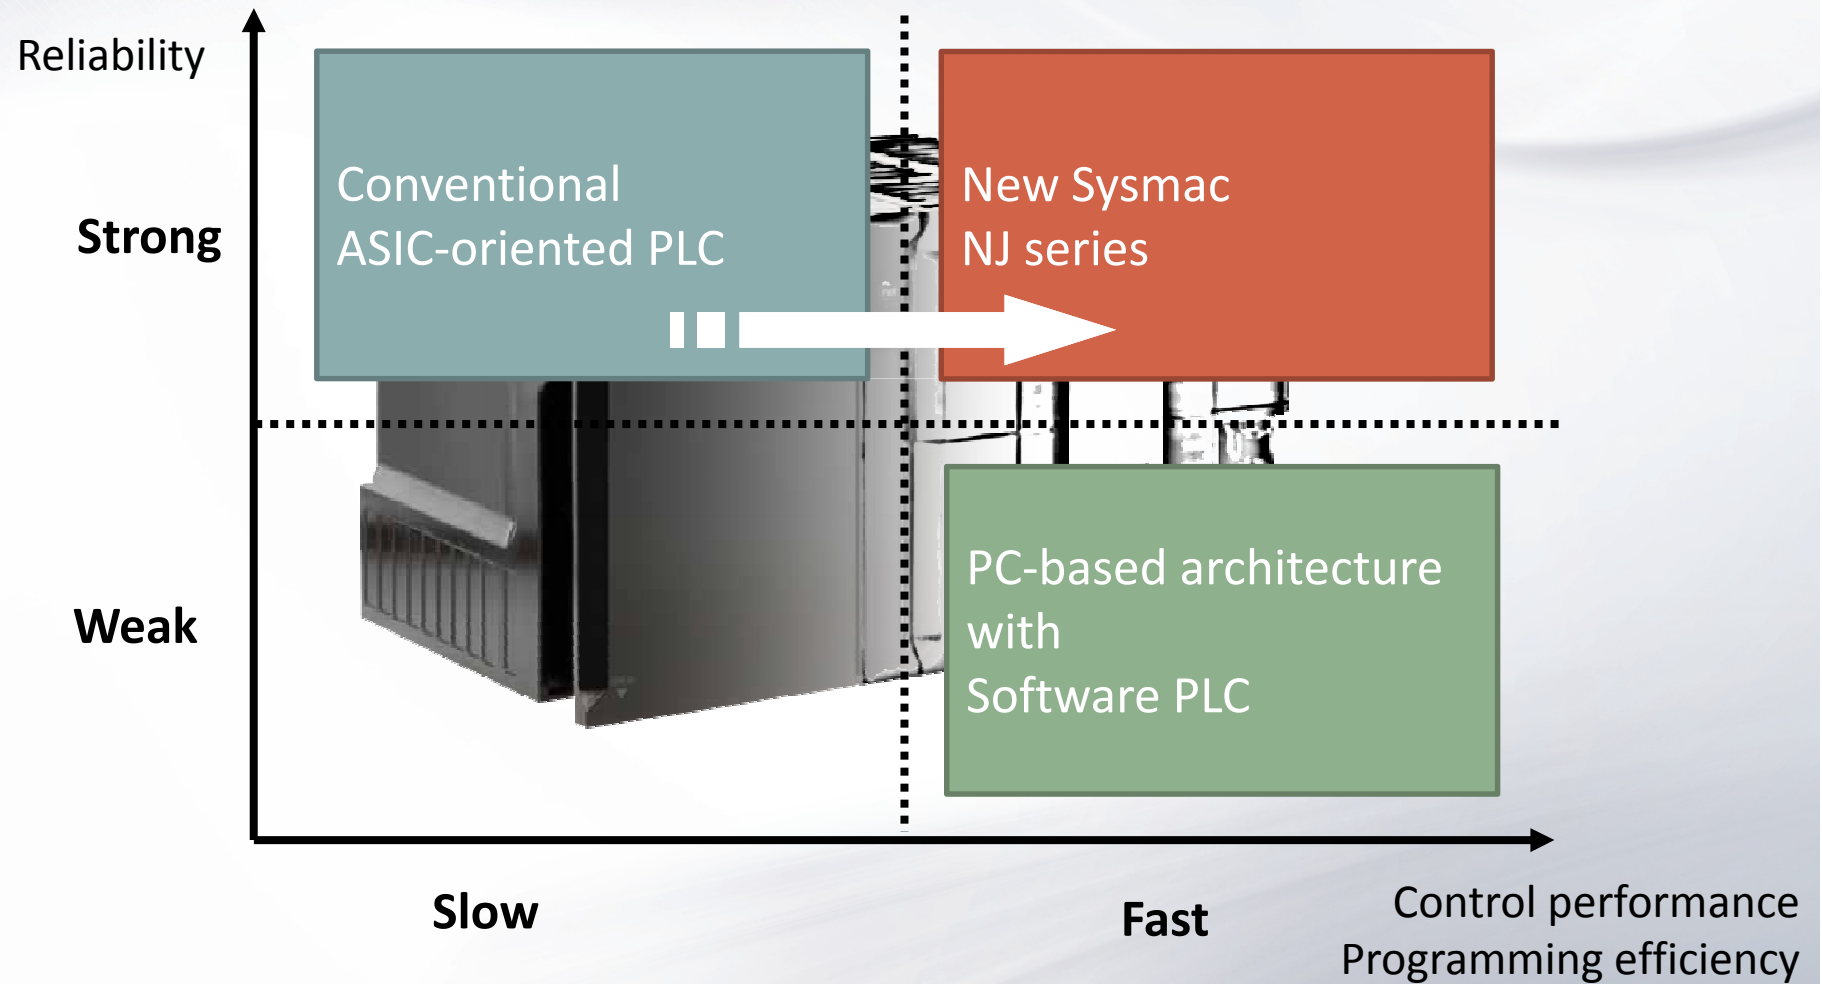 Reliability
Conventional
ASIC-oriented PLC
New Sysmac
NJ series
Strong
PC-based architecture
with
Software PLC
Weak
Slow
Fast
Control performance
Programming efficiency